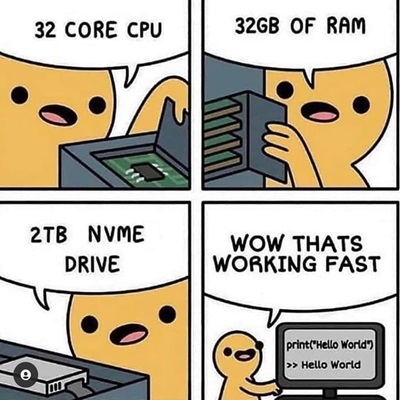 32 CORE CPU
32GB OF RAM
2TB NVME
DRIVE
WOW THATS
WORKING FAST
print("Hello World")
>> Hello World